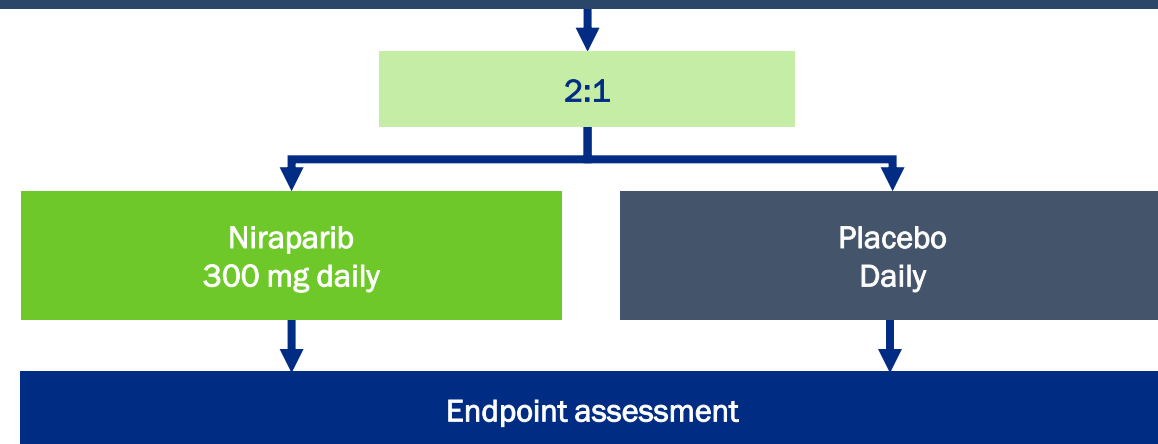 2:1
Niraparib
300 mg daily
Placebo
Daily
Endpoint assessment